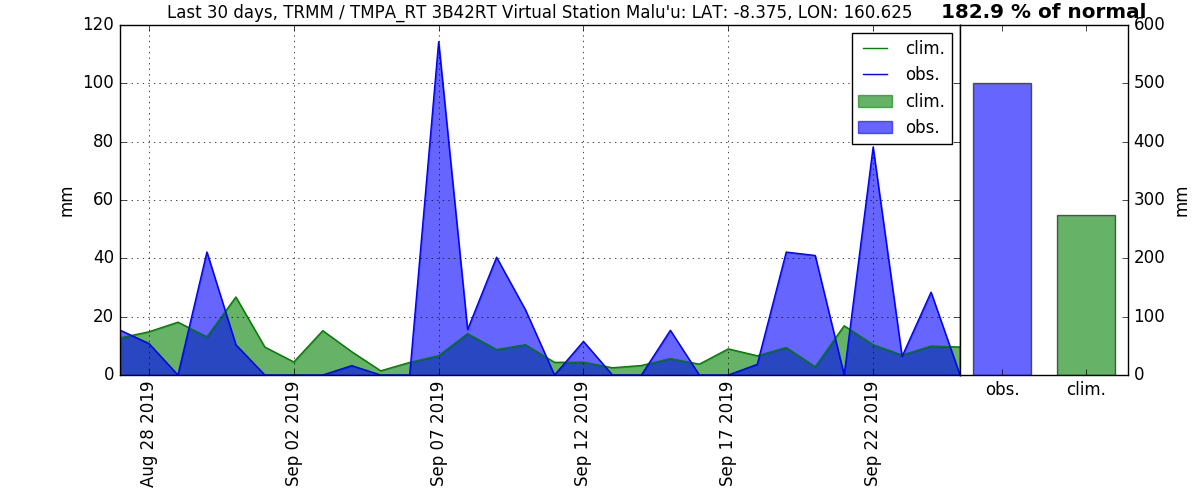 Last 30 days, TRMM / TMPA_RT 3B42RT Virtual Station Malu'u: LAT: -8.375, LON: 160.625
182.9 % of normal
120
100
80
60
40
20
0
mm
clim.
obs.
clim.
obs.
Aug 28 2019
Sep 02 2019
Sep 07 2019
Sep 12 2019
Sep 17 2019
Sep 22 2019
600
500
400
300
200
100
0
mm
obs.
clim.